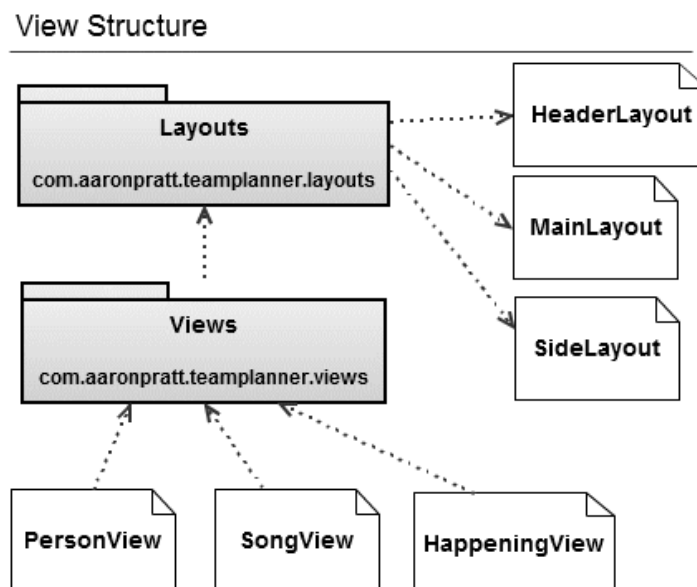 View Structure
Layouts
com.aaronpratt.teamplanner.layouts
HeaderLayout
MainLayout
SideLayout
Views
com.aaronpratt.teamplanner.views
PersonView
SongView
HappeningView